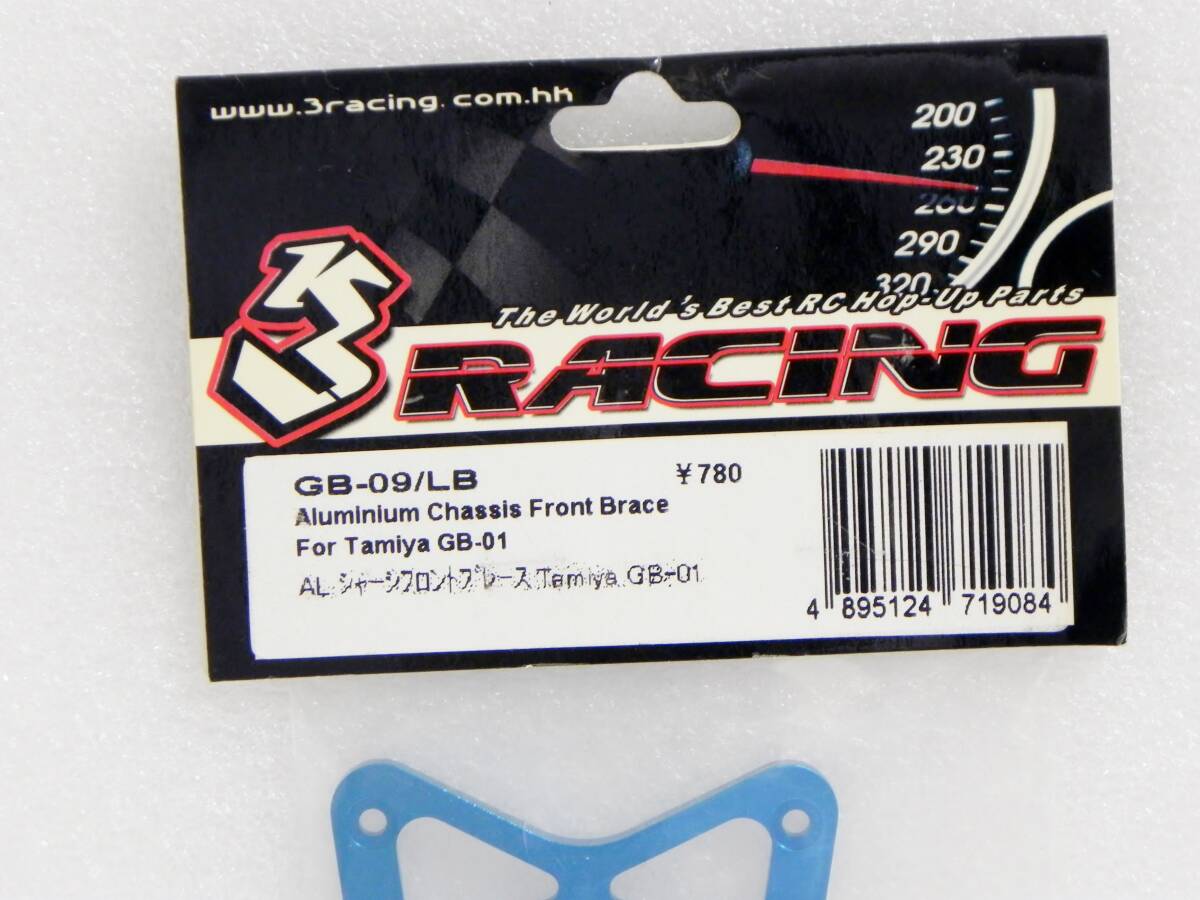 www.3racing.com.hk
200
230
260
290
320
The World's Best RC Hop-Up Parts
3RACING
GB-09/LB
¥780
Aluminium Chassis Front Brace
For Tamiya GB-01
AL シャーシフロントブレース Tamiya GB-01
4 895124 719084